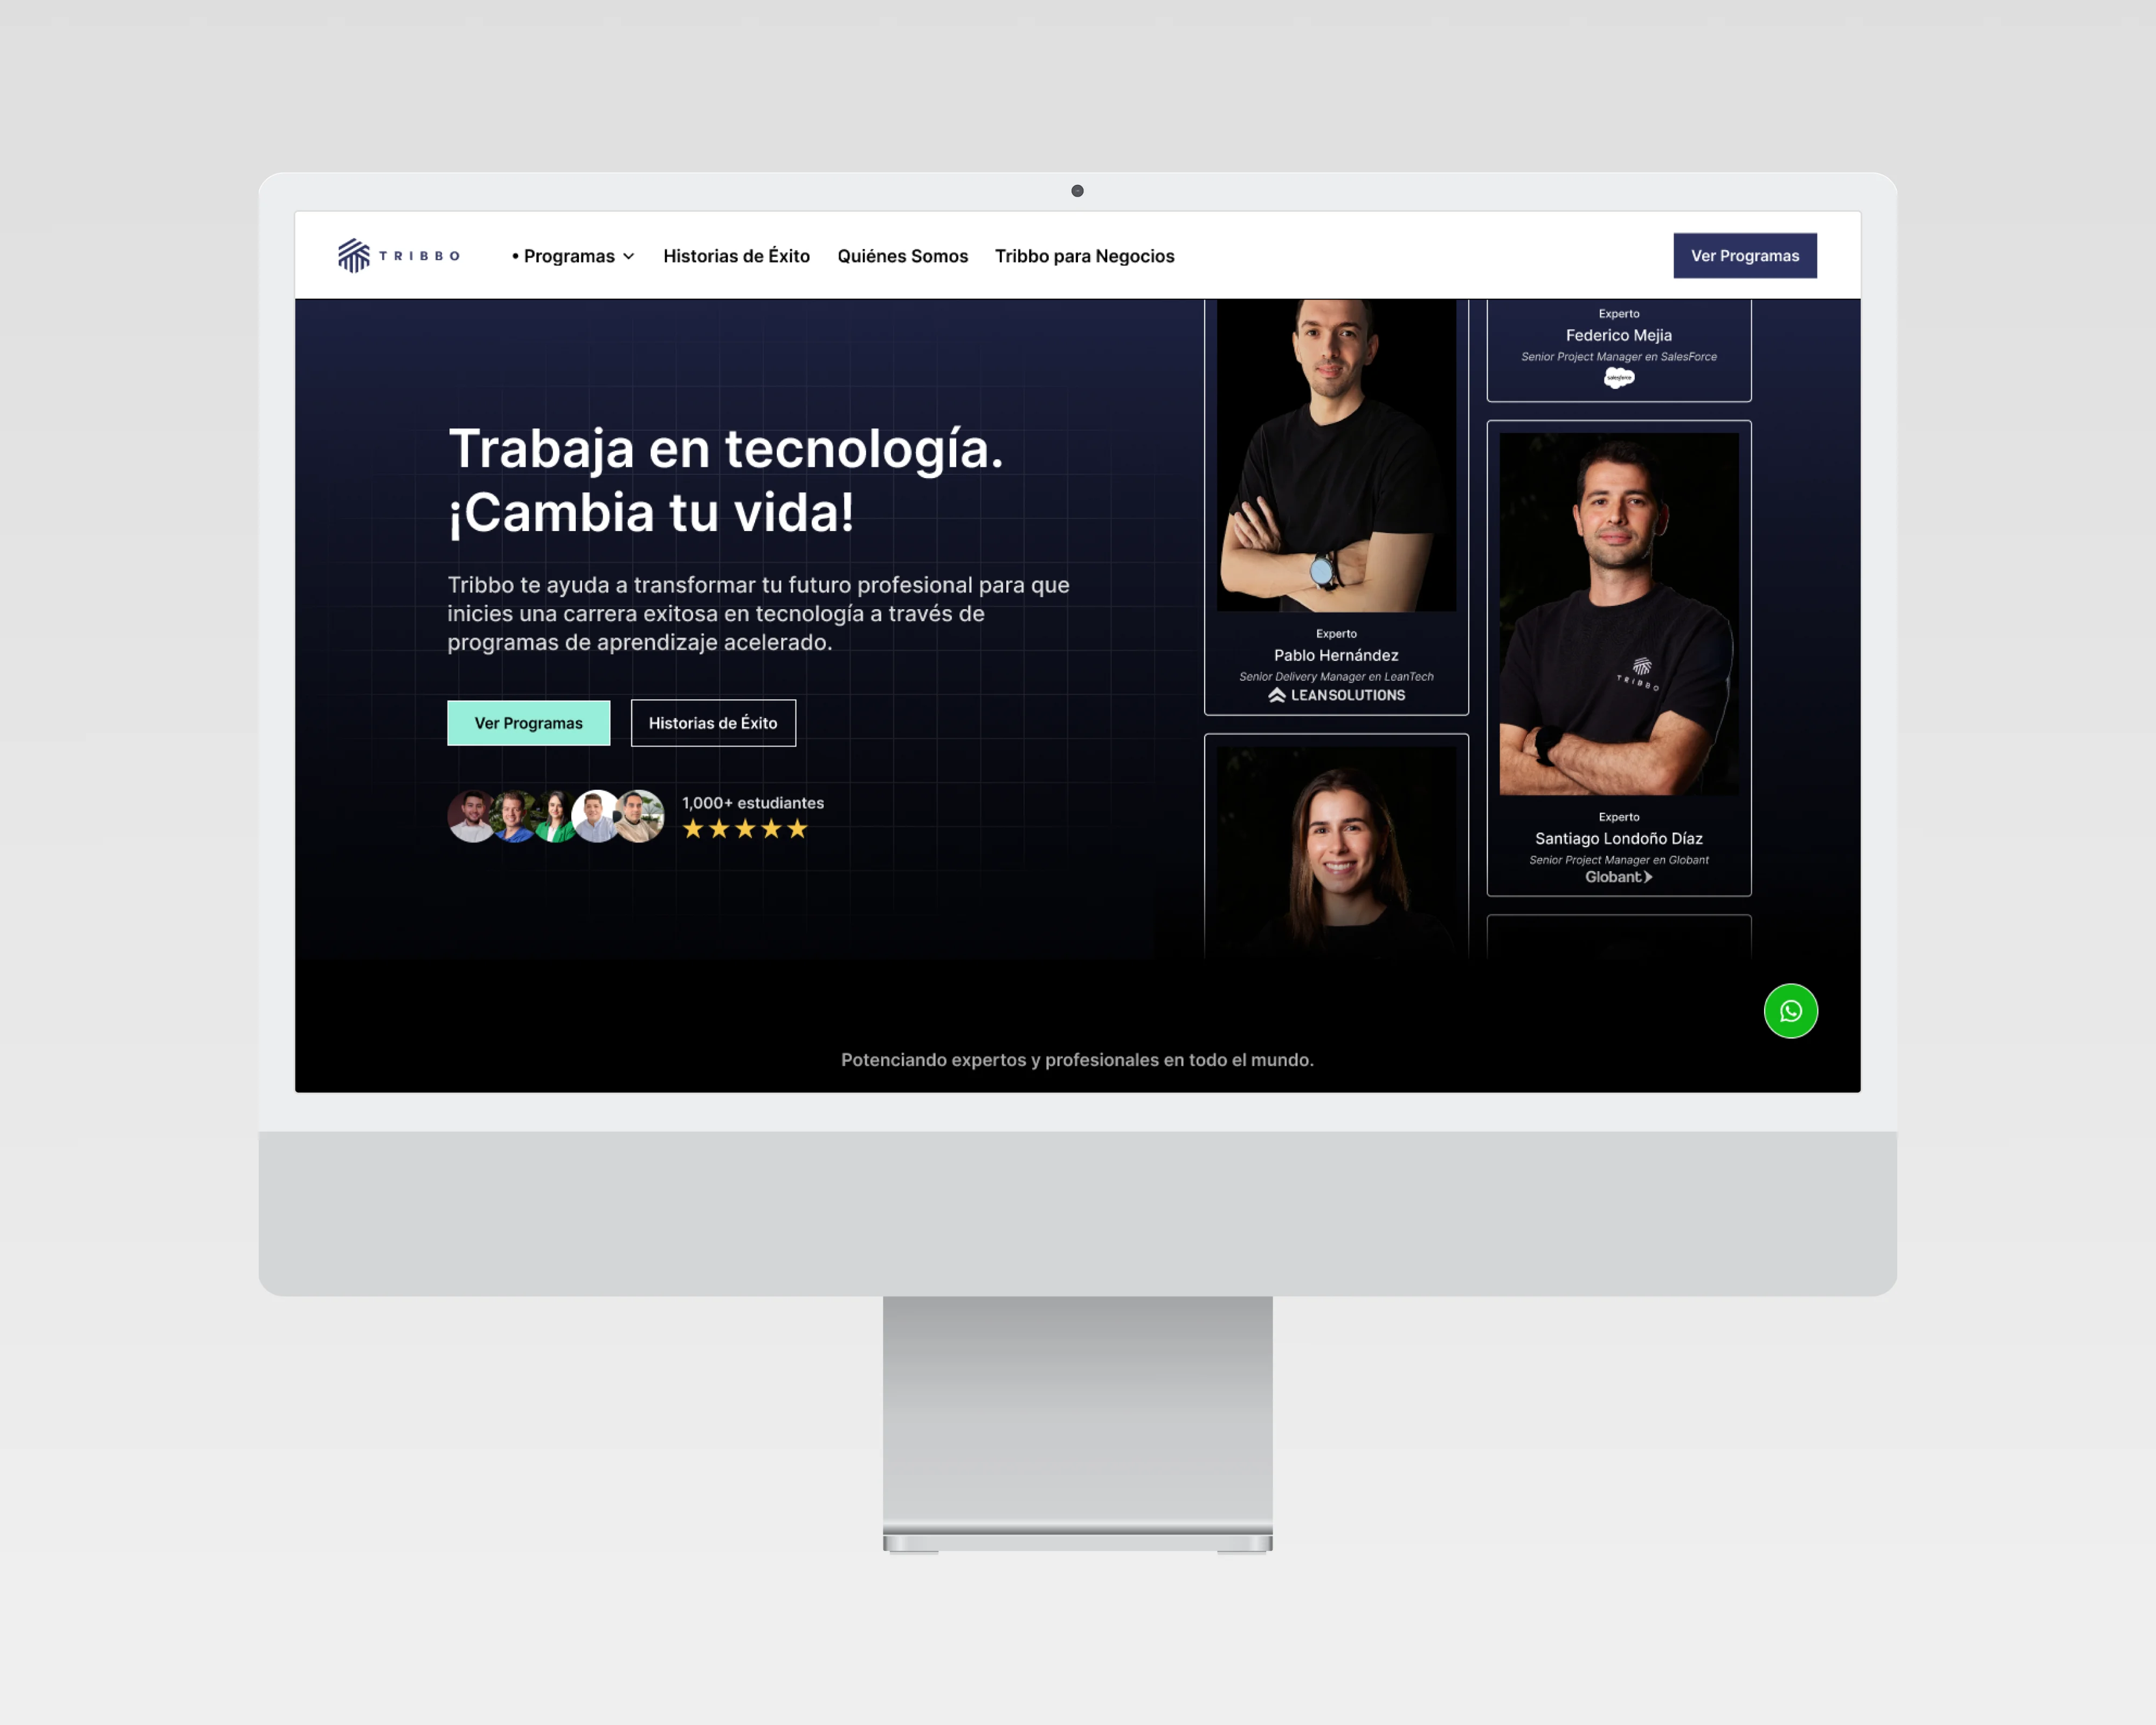 TRIBBO
• Programas
Historias de Éxito
Quiénes Somos
Tribbo para Negocios
Ver Programas
Trabaja en tecnología.
¡Cambia tu vida!
Tribbo te ayuda a transformar tu futuro profesional para que
inicies una carrera exitosa en tecnología a través de
programas de aprendizaje acelerado.
Ver Programas
Historias de Éxito
1,000+ estudiantes
Experto
Pablo Hernández
Senior Delivery Manager en LeanTech
LEANSOLUTIONS
Experto
Federico Mejia
Senior Project Manager en SalesForce
salesforce
TRIBBO
Experto
Santiago Londoño Díaz
Senior Project Manager en Globant
Globant
Potenciando expertos y profesionales en todo el mundo.